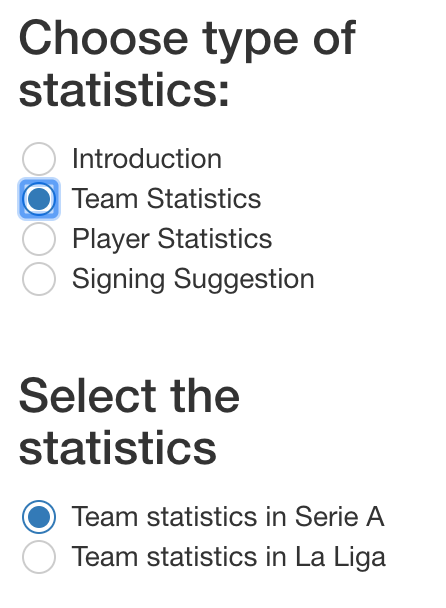 Choose type of
statistics:
Introduction
Team Statistics
Player Statistics
Signing Suggestion
Select the
statistics
Team statistics in Serie A
Team statistics in La Liga